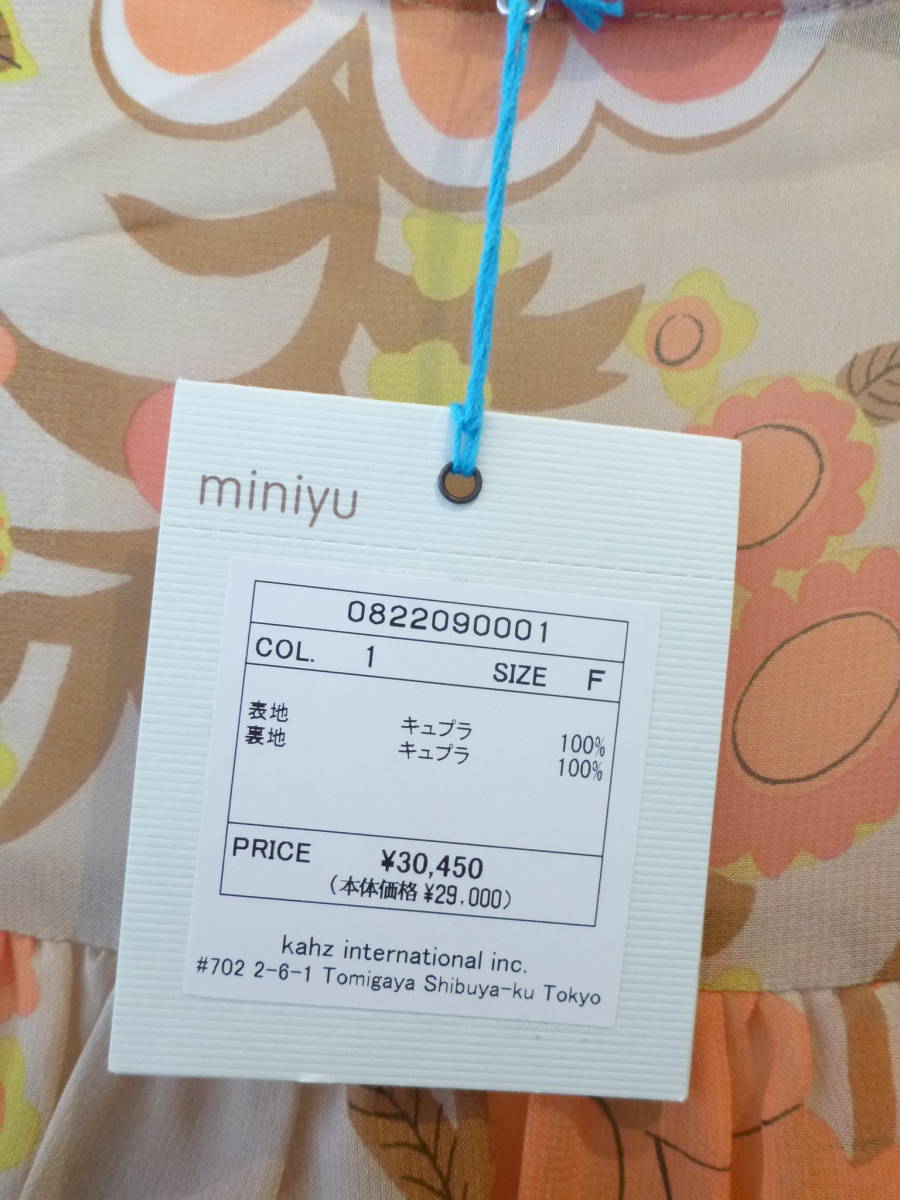 miniyu
0822090001
COL. 1 SIZE F
表地 キュプラ 100%
裏地 キュプラ 100%
PRICE ¥30,450
(本体価格 ¥29,000)
kahz international inc.
#702 2-6-1 Tomigaya Shibuya-ku Tokyo